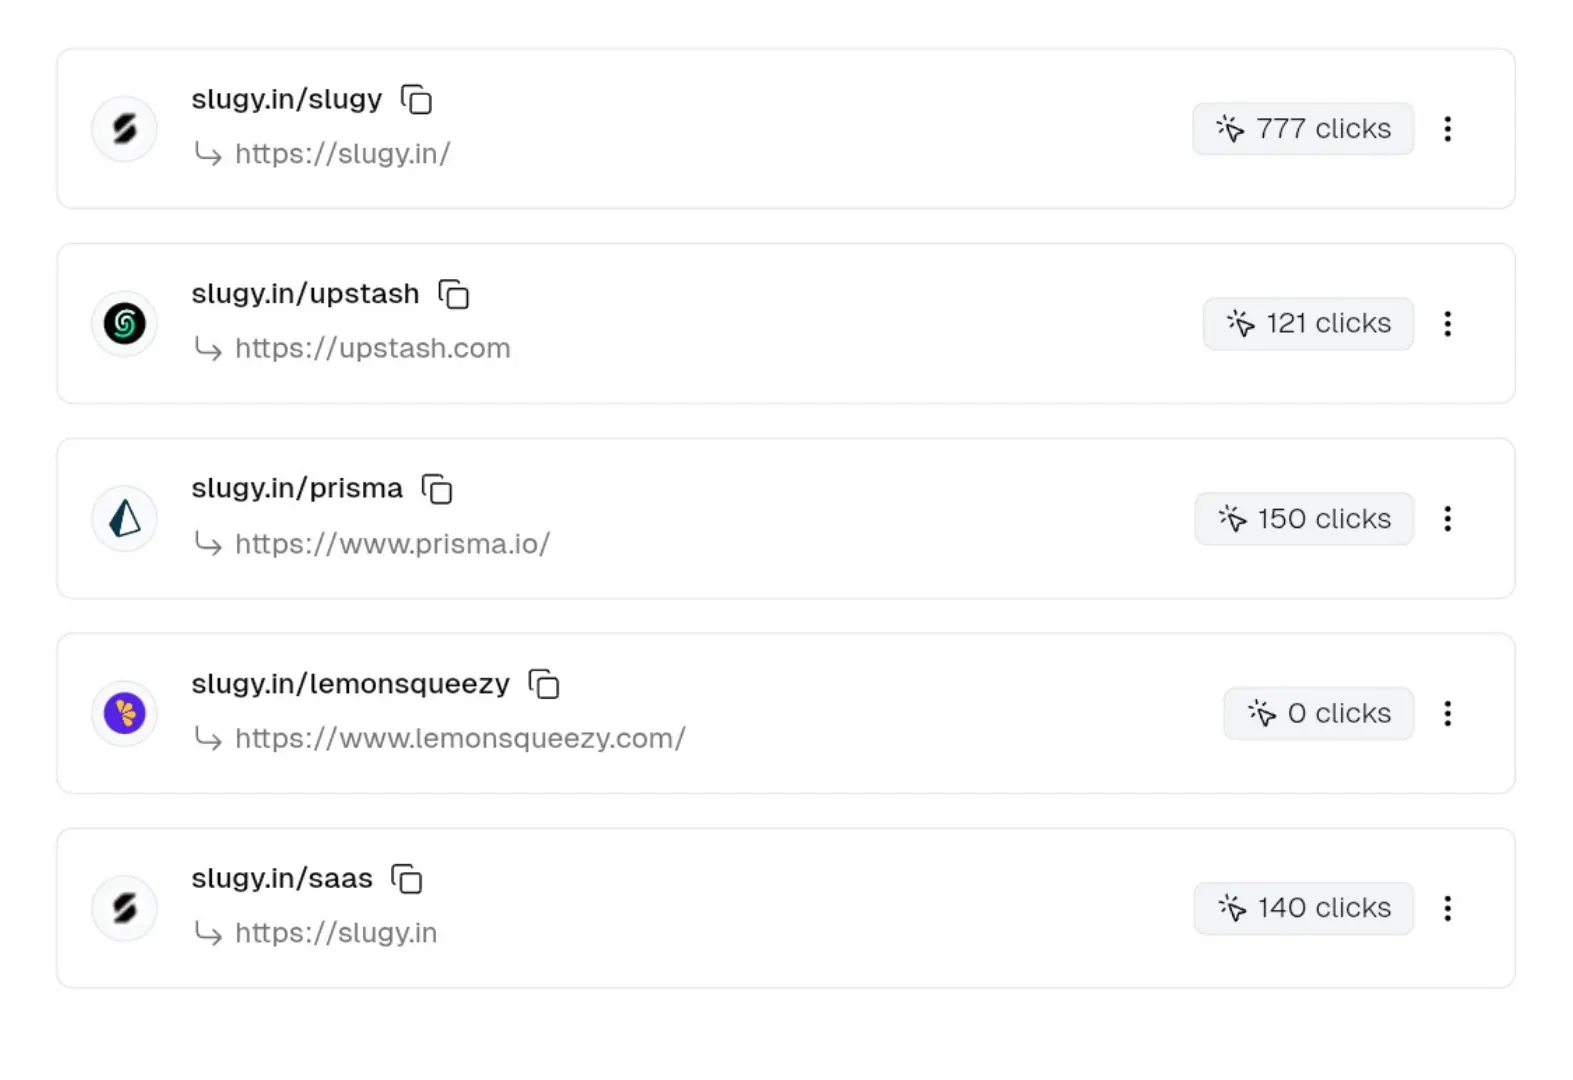 slugy.in/slugy
https://slugy.in/
777 clicks
slugy.in/upstash
https://upstash.com
121 clicks
slugy.in/prisma
https://www.prisma.io/
150 clicks
slugy.in/lemonsqueezy
https://www.lemonsqueezy.com/
0 clicks
slugy.in/saas
https://slugy.in
140 clicks